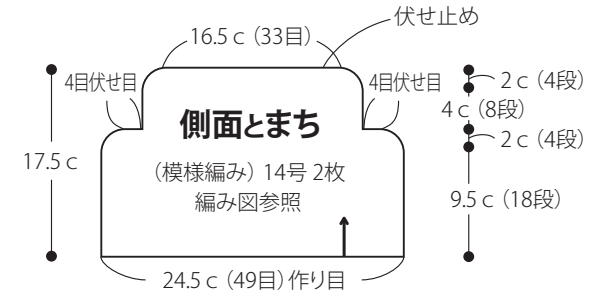 伏せ止め
16.5 c（33目）
4目伏せ目
4目伏せ目
2 c（4段）
4 c（8段）
2 c（4段）
側面とまち
17.5 c
（模様編み）14号 2枚
編み図参照
9.5 c（18段）
24.5 c（49目）作り目